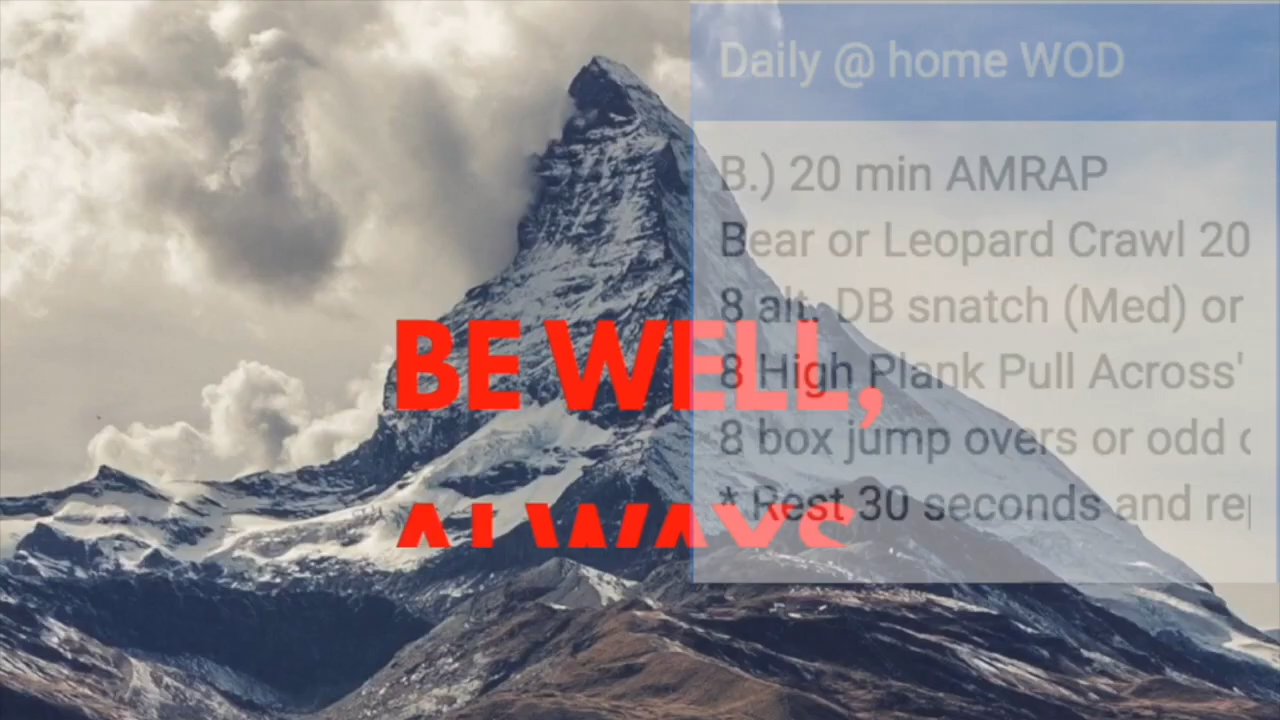 Daily @ home WOD
B.) 20 min AMRAP
Bear or Leopard Crawl 20
8 alt. DB snatch (Med) or
8 High Plank Pull Across'
8 box jump overs or odd
* Rest 30 seconds and
BE WELL,
ALWAYS